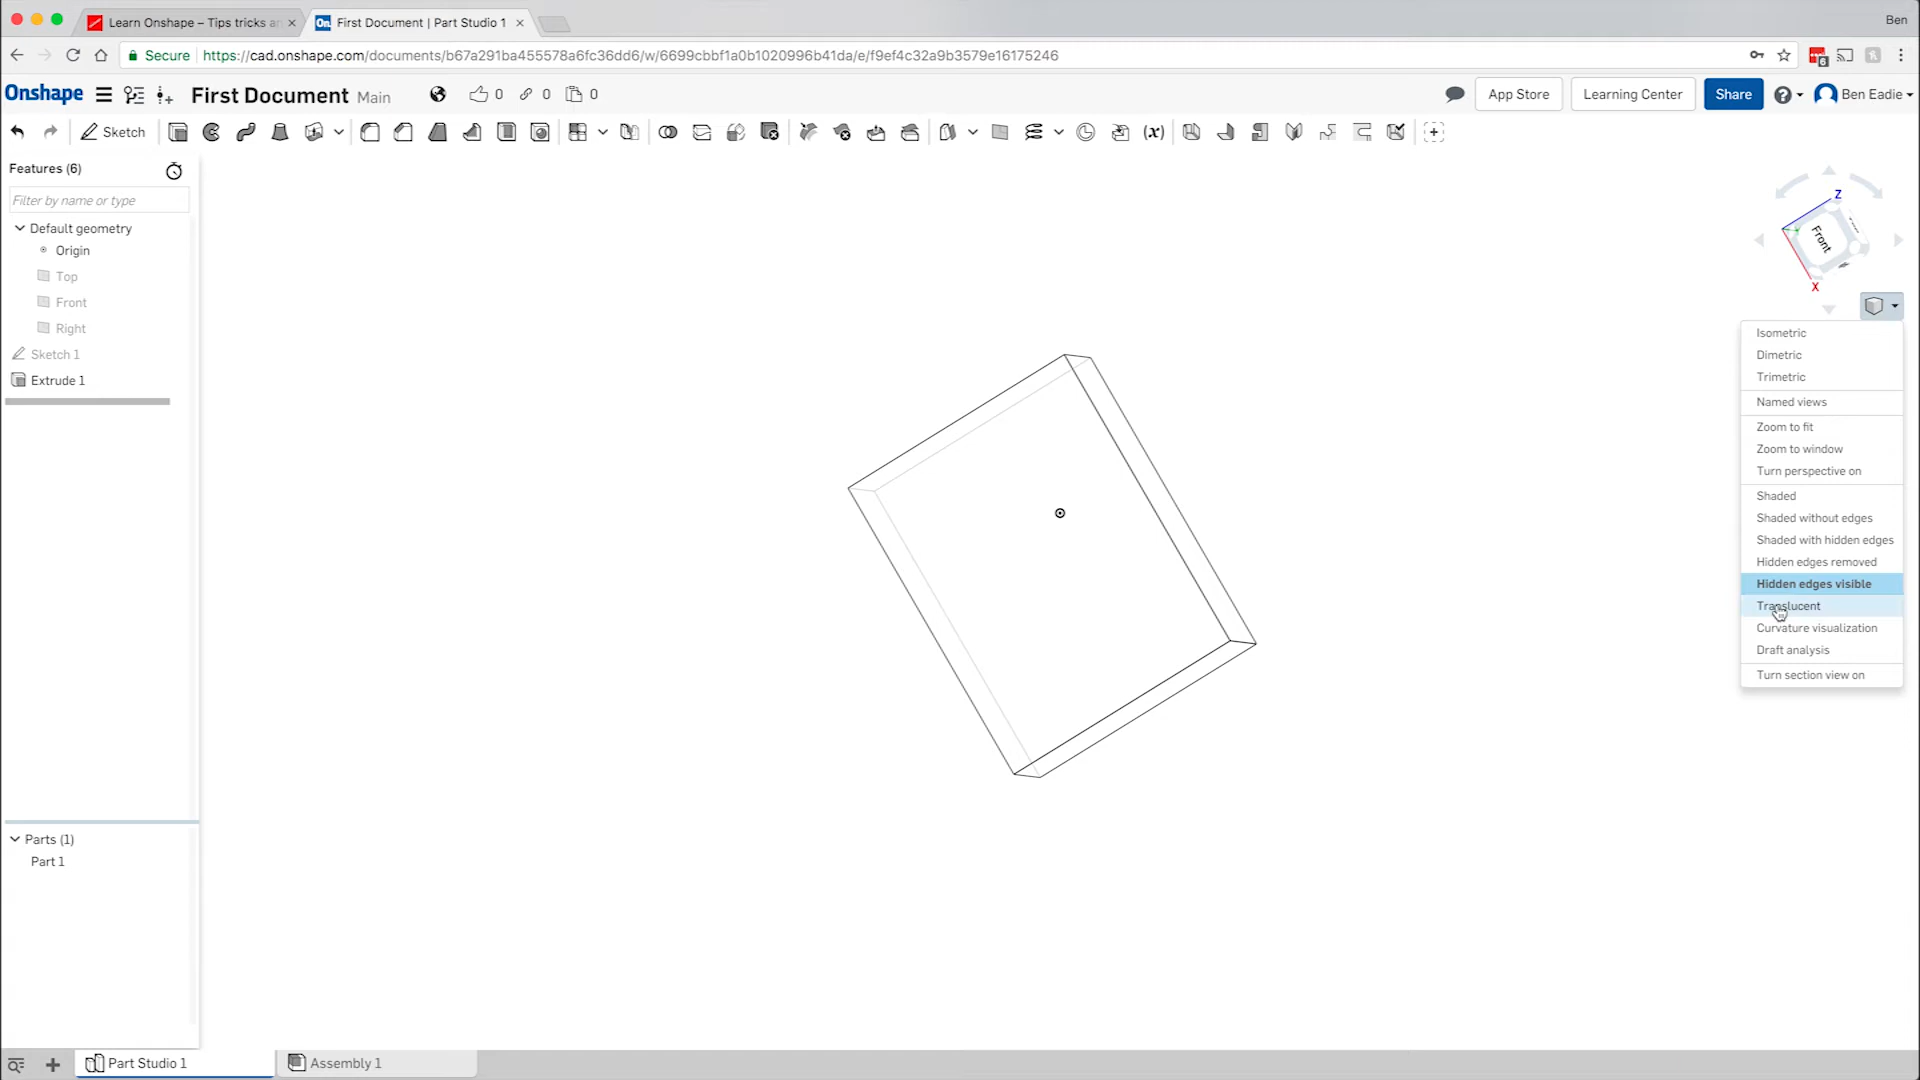 Learn Onshape – Tips tricks a
First Document | Part Studio 1
Ben
Secure
https://cad.onshape.com/documents/b67a291ba455578a6fc36dd6/w/6699cbbf1a0b1020996b41da/e/f9ef4c32a9b3579e16175246
6
Onshape
First Document
Main
0
0
0
App Store
Learning Center
Share
Ben Eadie
Sketch
(x)
Features (6)
Filter by name or type
Default geometry
Origin
Top
Front
Right
Sketch 1
Extrude 1
Z
Front
X
Isometric
Dimetric
Trimetric
Named views
Zoom to fit
Zoom to window
Turn perspective on
Shaded
Shaded without edges
Shaded with hidden edges
Hidden edges removed
Hidden edges visible
Translucent
Curvature visualization
Draft analysis
Turn section view on
Parts (1)
Part 1
Part Studio 1
Assembly 1